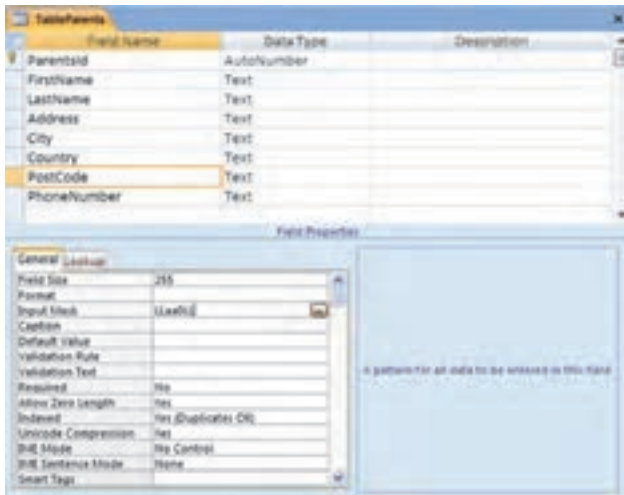 TableParents
Field Name Data Type Description
ParentsId AutoNumber
FirstName Text
LastName Text
Address Text
City Text
Country Text
PostCode Text
PhoneNumber Text
Field Properties
General Lookup
Field Size 255
Format
Input Mask
Caption
Default Value
Validation Rule
Validation Text
Required No
Allow Zero Length Yes
Indexed Yes (Duplicates OK)
Unicode Compression Yes
IME Mode No Control
IME Sentence Mode None
Smart Tags
A pattern for all data to be entered in this field